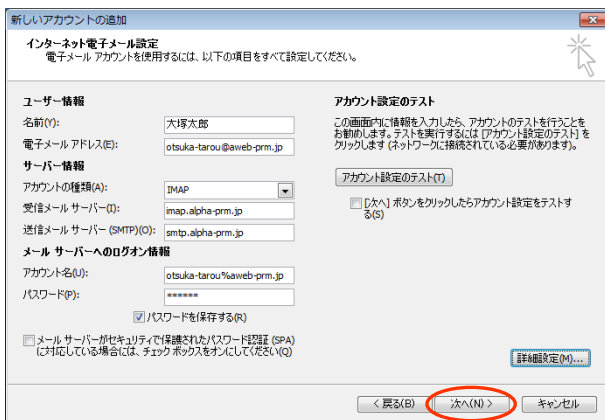 新しいアカウントの追加
インターネット電子メール設定
電子メール アカウントを使用するには、以下の項目をすべて設定してください。
ユーザー情報
名前(Y):
大塚太郎
電子メール アドレス(E):
otsuka-tarou@aweb-prm.jp
サーバー情報
アカウントの種類(A):
IMAP
受信メール サーバー(I):
imap.alpha-prm.jp
送信メール サーバー (SMTP)(O):
smtp.alpha-prm.jp
メール サーバーへのログオン情報
アカウント名(U):
otsuka-tarou%aweb-prm.jp
パスワード(P):
******
パスワードを保存する(R)
メール サーバーがセキュリティで保護されたパスワード認証 (SPA)
に対応している場合には、チェック ボックスをオンにしてください(Q)
アカウント設定のテスト
この画面内に情報を入力したら、アカウントのテストを行うことを
お勧めします。テストを実行するには [アカウント設定のテスト] を
クリックします (ネットワークに接続されている必要があります)。
アカウント設定のテスト(T)
[次へ] ボタンをクリックしたらアカウント設定をテストす
る(S)
詳細設定(M)...
< 戻る(B)
次へ(N) >
キャンセル